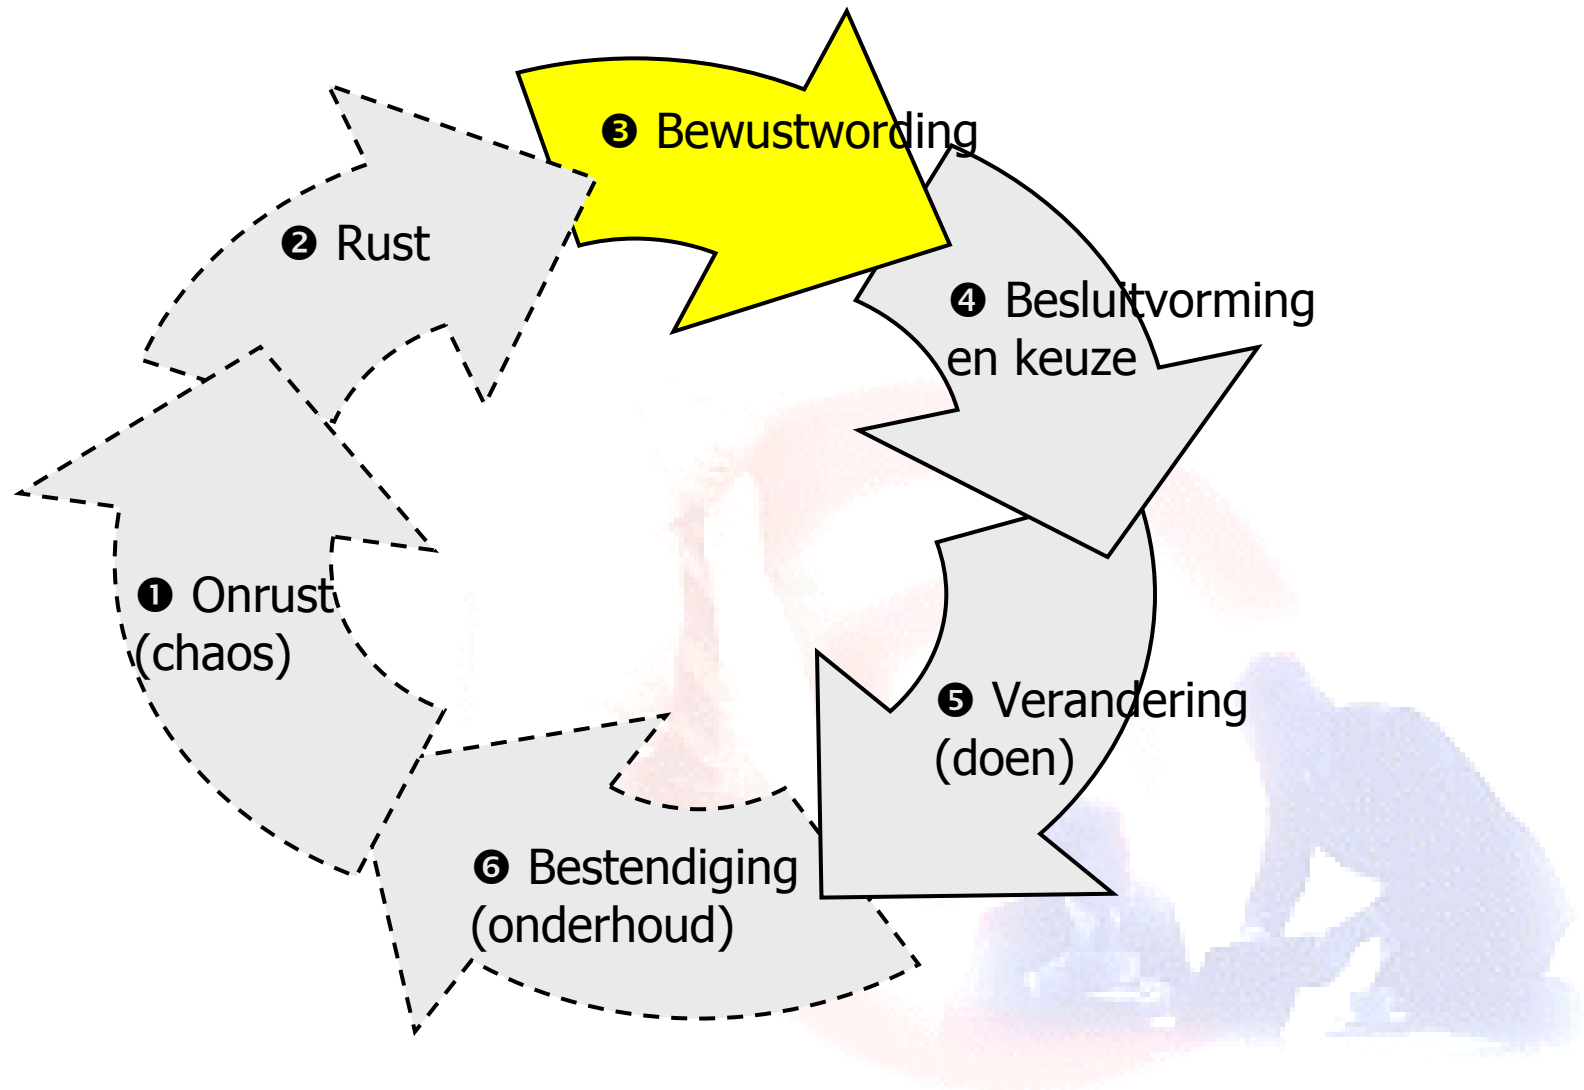 ❶ Onrust
(chaos)
❷ Rust
❸ Bewustwording
❹ Besluitvorming
en keuze
❺ Verandering
(doen)
❻ Bestendiging
(onderhoud)